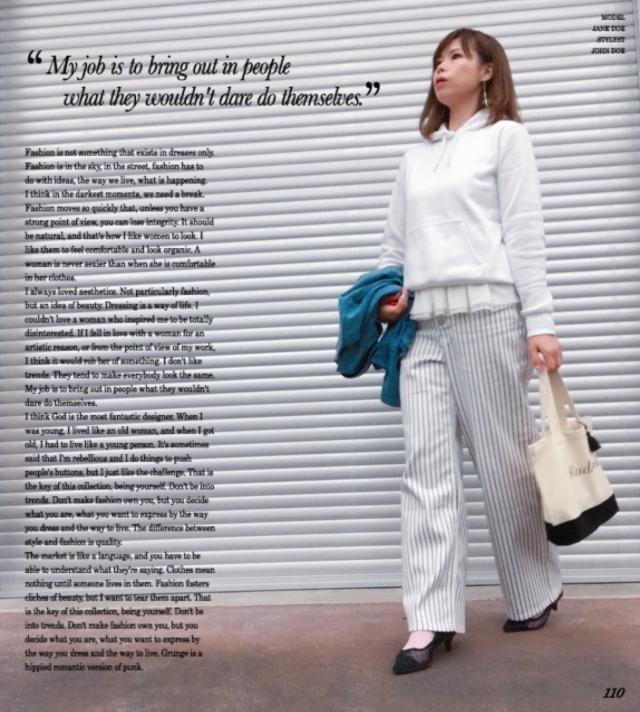 MODEL
JANE DOE
STYLIST
JOHN DOE
“ My job is to bring out in people
what they wouldn't dare do themselves.”
Fashion is not something that exists in dresses only.
Fashion is in the sky, in the street, fashion has to
do with ideas, the way we live, what is happening.
I think in the darkest moments, we need a break.
Fashion moves so quickly that, unless you have a
strong point of view, you can lose integrity. It should
be natural, and that's how I like women to look. I
like them to feel comfortable and look organic. A
woman is never sexier than when she is comfortable
in her clothes.
I always loved aesthetics. Not particularly fashion,
but an idea of beauty. Dressing is a way of life. I
couldn't love a woman who inspired me to be totally
disinterested. If I fell in love with a woman for an
artistic reason, or from the point of view of my work,
I think it would rob her of something. I don't like
trends. They tend to make everybody look the same.
My job is to bring out in people what they wouldn't
dare do themselves.
I think God is the most fantastic designer. When I
was young, I lived like an old woman, and when I got
old, I had to live like a young person. It's sometimes
said that I'm rebellious and I do things to push
people's buttons, but I just like the challenge. That is
the key of this collection, being yourself. Don't be into
trends. Don't make fashion own you, but you decide
what you are, what you want to express by the way
you dress and the way to live. The difference between
style and fashion is quality.
The market is like a language, and you have to be
able to understand what they're saying. Clothes mean
nothing until someone lives in them. Fashion fosters
cliches of beauty, but I want to tear them apart. That
is the key of this collection, being yourself. Don't be
into trends. Don't make fashion own you, but you
decide what you are, what you want to express by
the way you dress and the way to live. Grunge is a
hippied romantic version of punk.
110